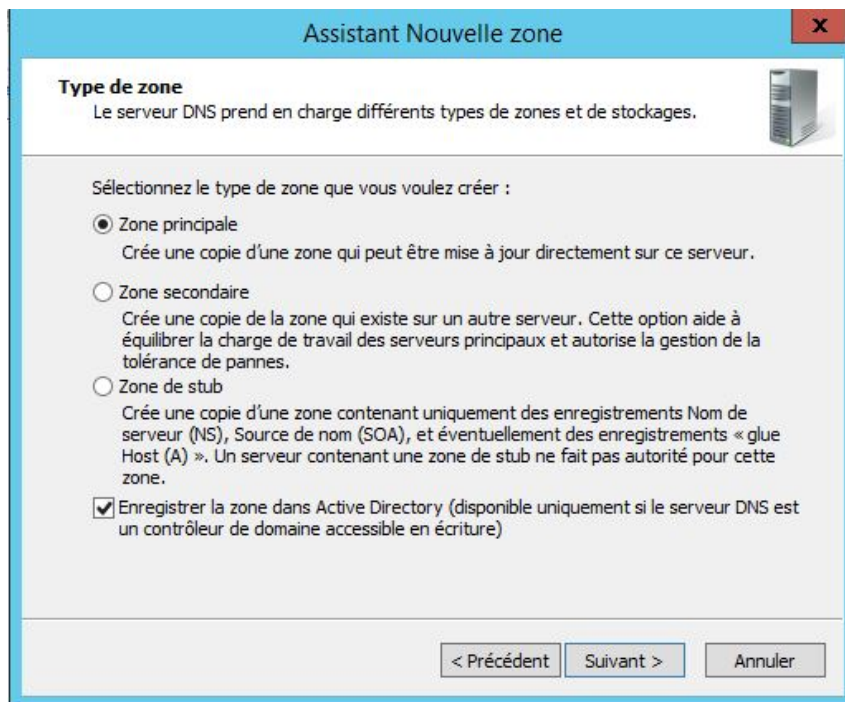 Assistant Nouvelle zone
x
Type de zone
Le serveur DNS prend en charge différents types de zones et de stockages.
Sélectionnez le type de zone que vous voulez créer :
Zone principale
Crée une copie d'une zone qui peut être mise à jour directement sur ce serveur.
Zone secondaire
Crée une copie de la zone qui existe sur un autre serveur. Cette option aide à
équilibrer la charge de travail des serveurs principaux et autorise la gestion de la
tolérance de pannes.
Zone de stub
Crée une copie d'une zone contenant uniquement des enregistrements Nom de
serveur (NS), Source de nom (SOA), et éventuellement des enregistrements « glue
Host (A) ». Un serveur contenant une zone de stub ne fait pas autorité pour cette
zone.
Enregistrer la zone dans Active Directory (disponible uniquement si le serveur DNS est
un contrôleur de domaine accessible en écriture)
< Précédent Suivant > Annuler